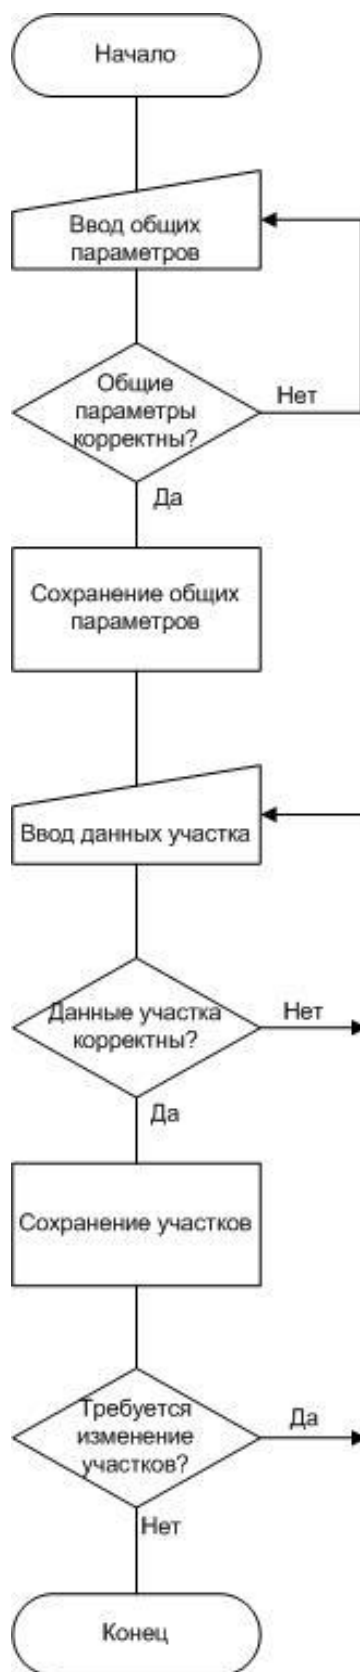 Начало
Ввод общих
параметров
Общие
параметры
корректны?
Нет
Да
Сохранение общих
параметров
Ввод данных участка
Данные участка
корректны?
Нет
Да
Сохранение участков
Требуется
изменение
участков?
Да
Нет
Конец